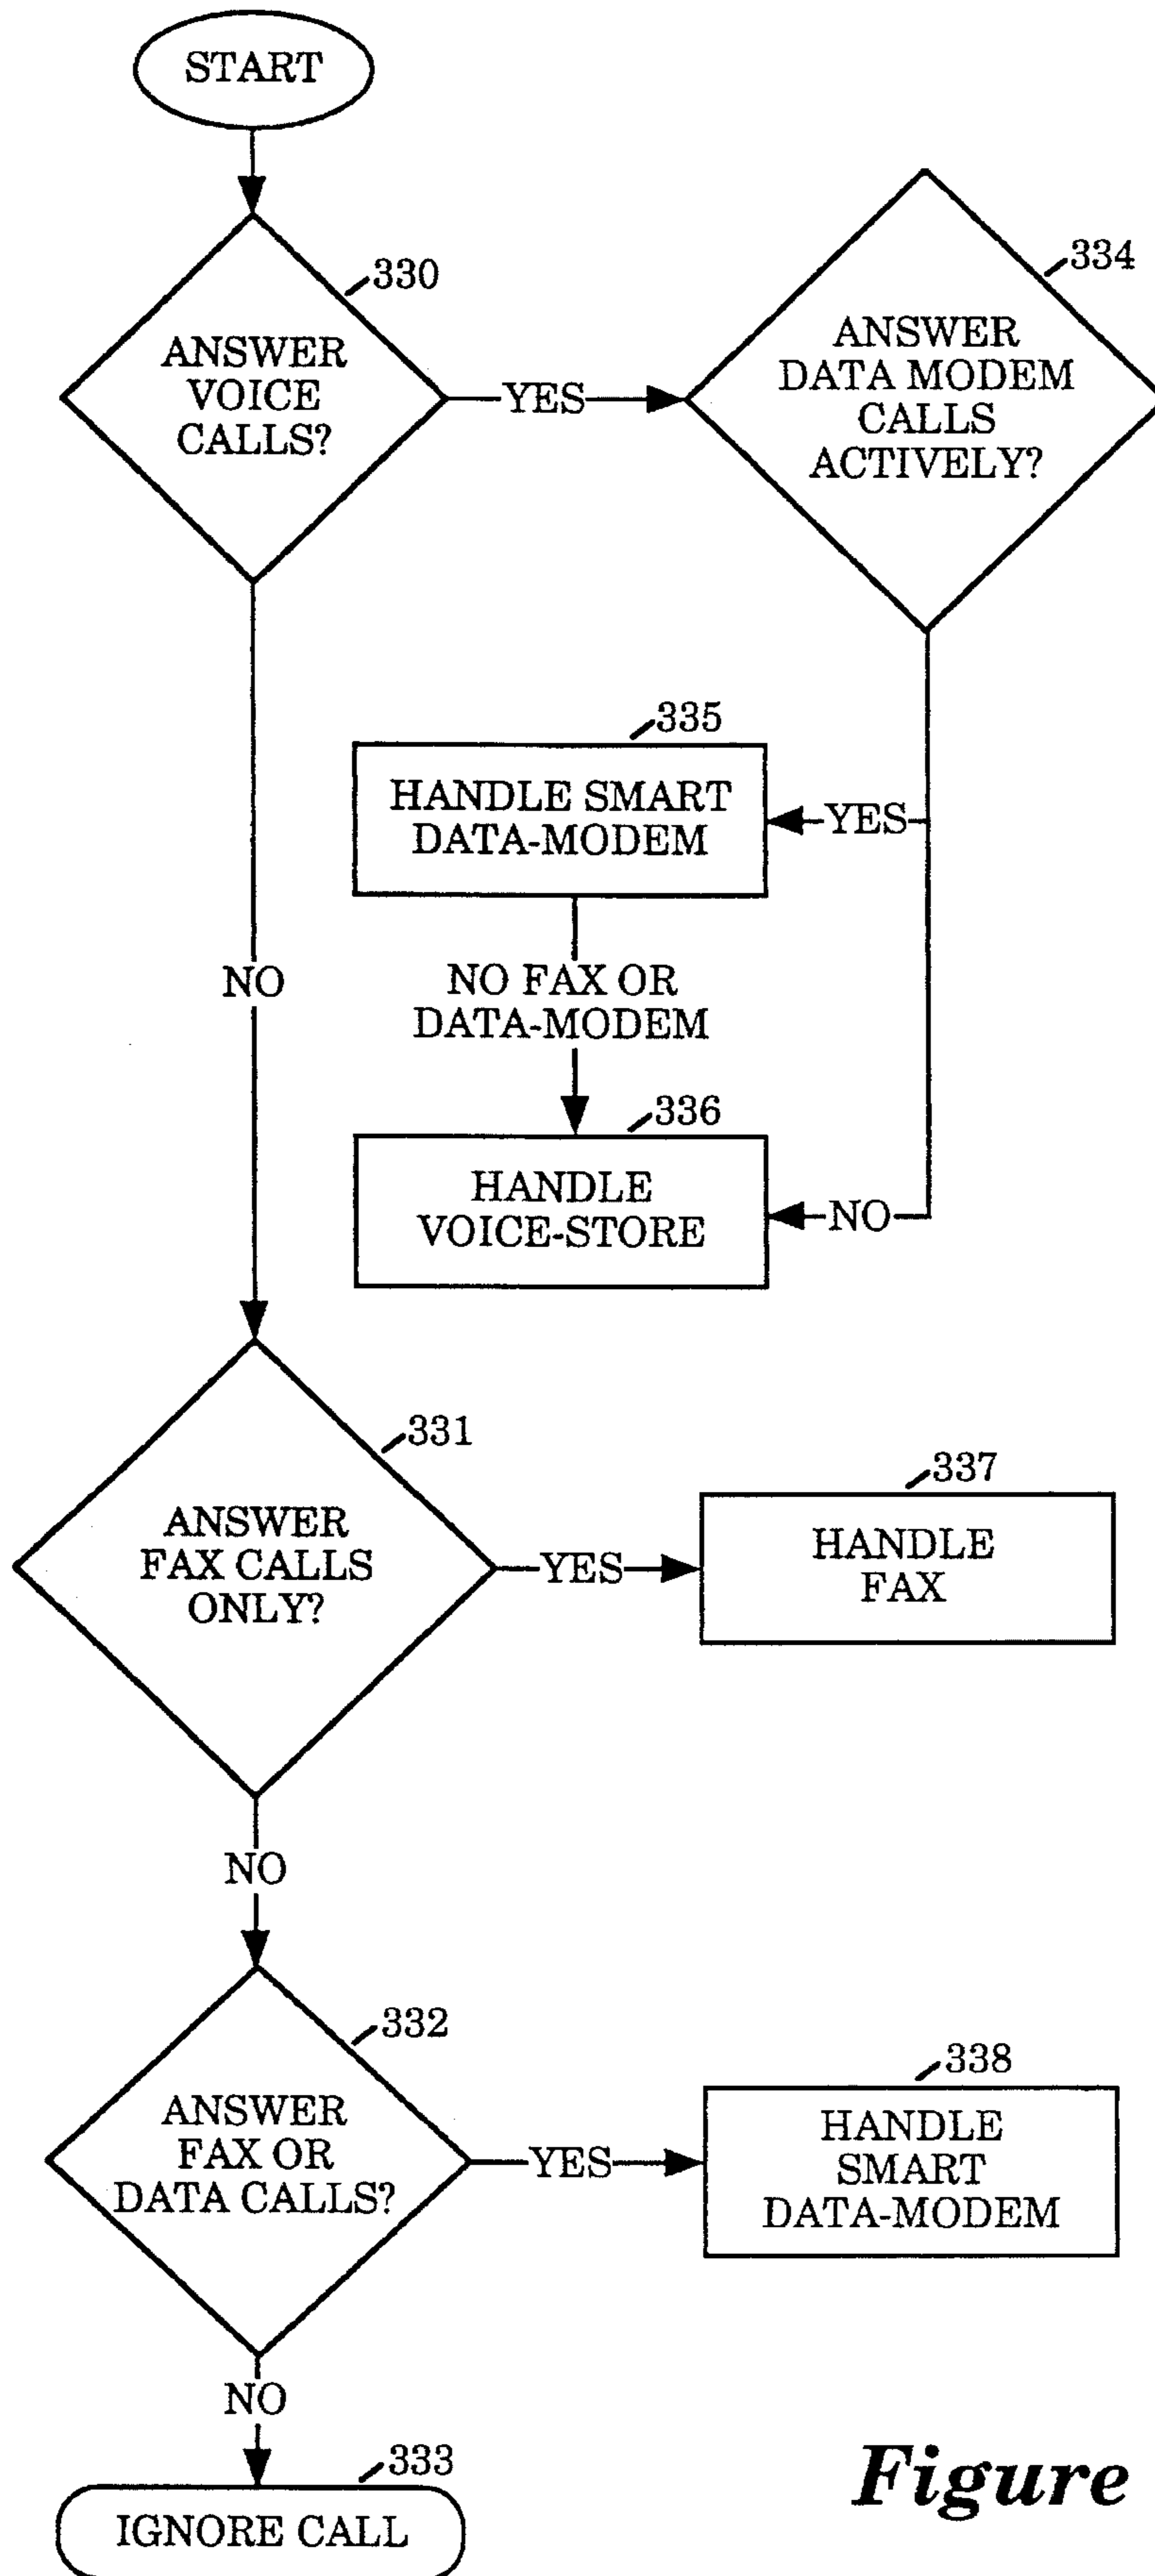 START
330
ANSWER
VOICE
CALLS?
YES
334
ANSWER
DATA MODEM
CALLS
ACTIVELY?
335
HANDLE SMART
DATA-MODEM
YES
NO
NO FAX OR
DATA-MODEM
336
HANDLE
VOICE-STORE
NO
331
ANSWER
FAX CALLS
ONLY?
YES
337
HANDLE
FAX
NO
332
ANSWER
FAX OR
DATA CALLS?
YES
338
HANDLE
SMART
DATA-MODEM
NO
333
IGNORE CALL
Figure